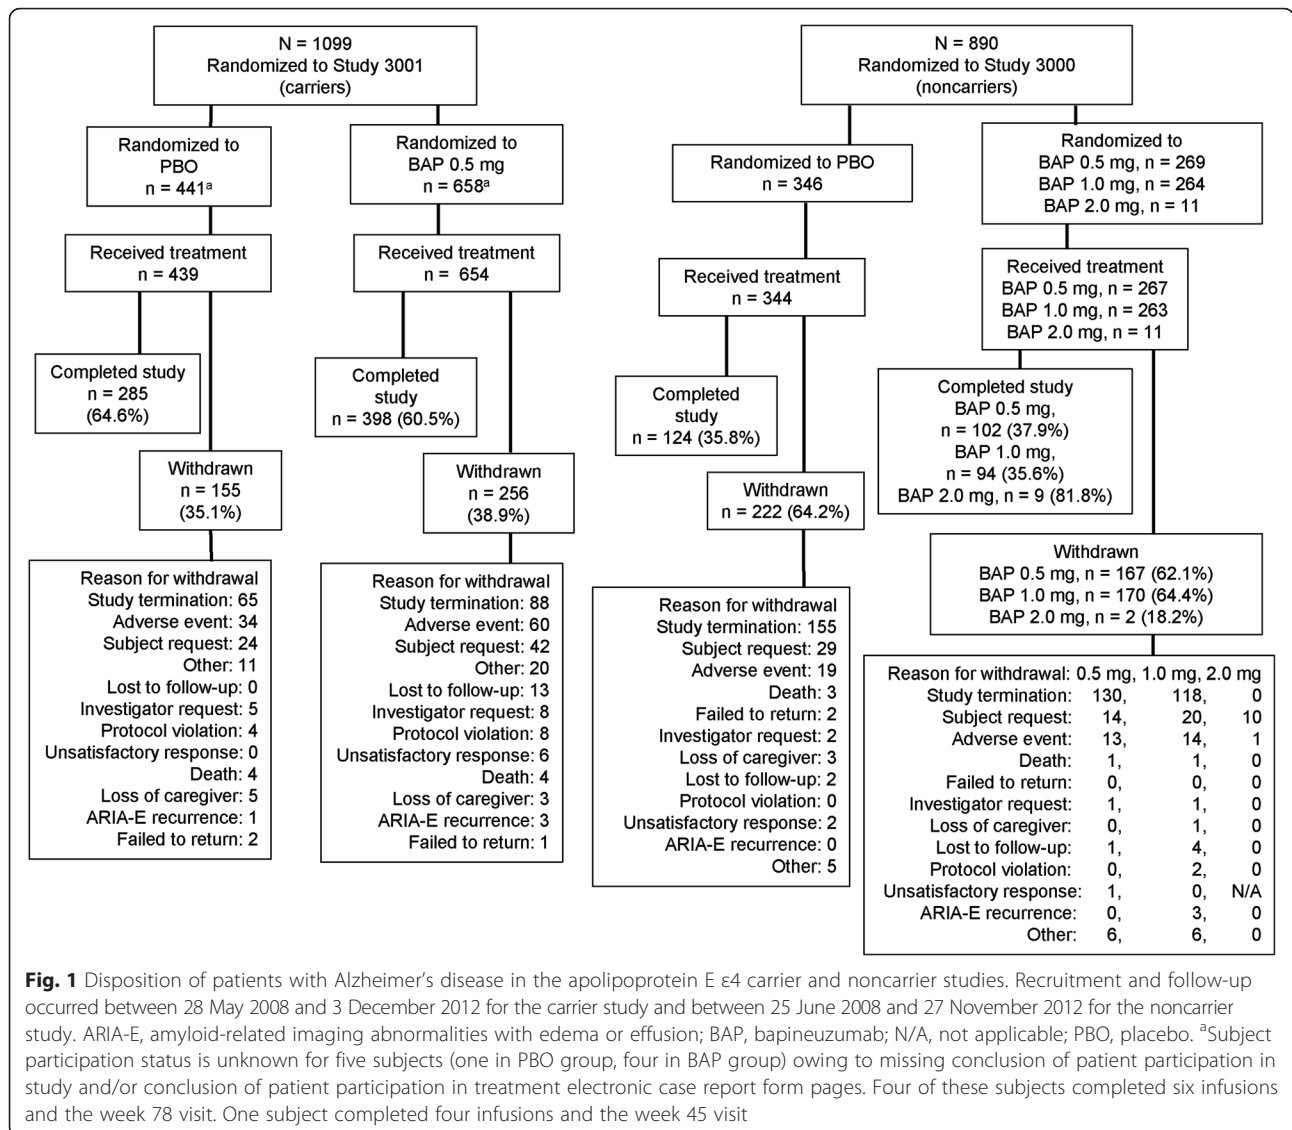 N = 1099
Randomized to Study 3001
(carriers)
Randomized to
PBO
n = 441ª
Randomized to
BAP 0.5 mg
n = 658ª
Received treatment
n = 439
Received treatment
n = 654
Completed study
n = 285
(64.6%)
Completed
study
n = 398 (60.5%)
Withdrawn
n = 155
(35.1%)
Withdrawn
n = 256
(38.9%)
Reason for withdrawal
Study termination: 65
Adverse event: 34
Subject request: 24
Other: 11
Lost to follow-up: 0
Investigator request: 5
Protocol violation: 4
Unsatisfactory response: 0
Death: 4
Loss of caregiver: 5
ARIA-E recurrence: 1
Failed to return: 2
Reason for withdrawal
Study termination: 88
Adverse event: 60
Subject request: 42
Other: 20
Lost to follow-up: 13
Investigator request: 8
Protocol violation: 8
Unsatisfactory response: 6
Death: 4
Loss of caregiver: 3
ARIA-E recurrence: 3
Failed to return: 1
N = 890
Randomized to Study 3000
(noncarriers)
Randomized to PBO
n = 346
Randomized to
BAP 0.5 mg, n = 269
BAP 1.0 mg, n = 264
BAP 2.0 mg, n = 11
Received treatment
n = 344
Received treatment
BAP 0.5 mg, n = 267
BAP 1.0 mg, n = 263
BAP 2.0 mg, n = 11
Completed
study
n = 124 (35.8%)
Completed study
BAP 0.5 mg,
n = 102 (37.9%)
BAP 1.0 mg,
n = 94 (35.6%)
BAP 2.0 mg, n = 9 (81.8%)
Withdrawn
n = 222 (64.2%)
Withdrawn
BAP 0.5 mg, n = 167 (62.1%)
BAP 1.0 mg, n = 170 (64.4%)
BAP 2.0 mg, n = 2 (18.2%)
Reason for withdrawal
Study termination: 155
Subject request: 29
Adverse event: 19
Death: 3
Failed to return: 2
Investigator request: 2
Loss of caregiver: 3
Lost to follow-up: 2
Protocol violation: 0
Unsatisfactory response: 2
ARIA-E recurrence: 0
Other: 5
Reason for withdrawal: 0.5 mg, 1.0 mg, 2.0 mg
Study termination: 130, 118, 0
Subject request: 14, 20, 10
Adverse event: 13, 14, 1
Death: 1, 1, 0
Failed to return: 0, 0, 0
Investigator request: 1, 1, 0
Loss of caregiver: 0, 1, 0
Lost to follow-up: 1, 4, 0
Protocol violation: 0, 2, 0
Unsatisfactory response: 1, 0, N/A
ARIA-E recurrence: 0, 3, 0
Other: 6, 6, 0
Fig. 1 Disposition of patients with Alzheimer's disease in the apolipoprotein E ε4 carrier and noncarrier studies. Recruitment and follow-up
occurred between 28 May 2008 and 3 December 2012 for the carrier study and between 25 June 2008 and 27 November 2012 for the noncarrier
study. ARIA-E, amyloid-related imaging abnormalities with edema or effusion; BAP, bapineuzumab; N/A, not applicable; PBO, placebo. ªSubject
participation status is unknown for five subjects (one in PBO group, four in BAP group) owing to missing conclusion of patient participation in
study and/or conclusion of patient participation in treatment electronic case report form pages. Four of these subjects completed six infusions
and the week 78 visit. One subject completed four infusions and the week 45 visit